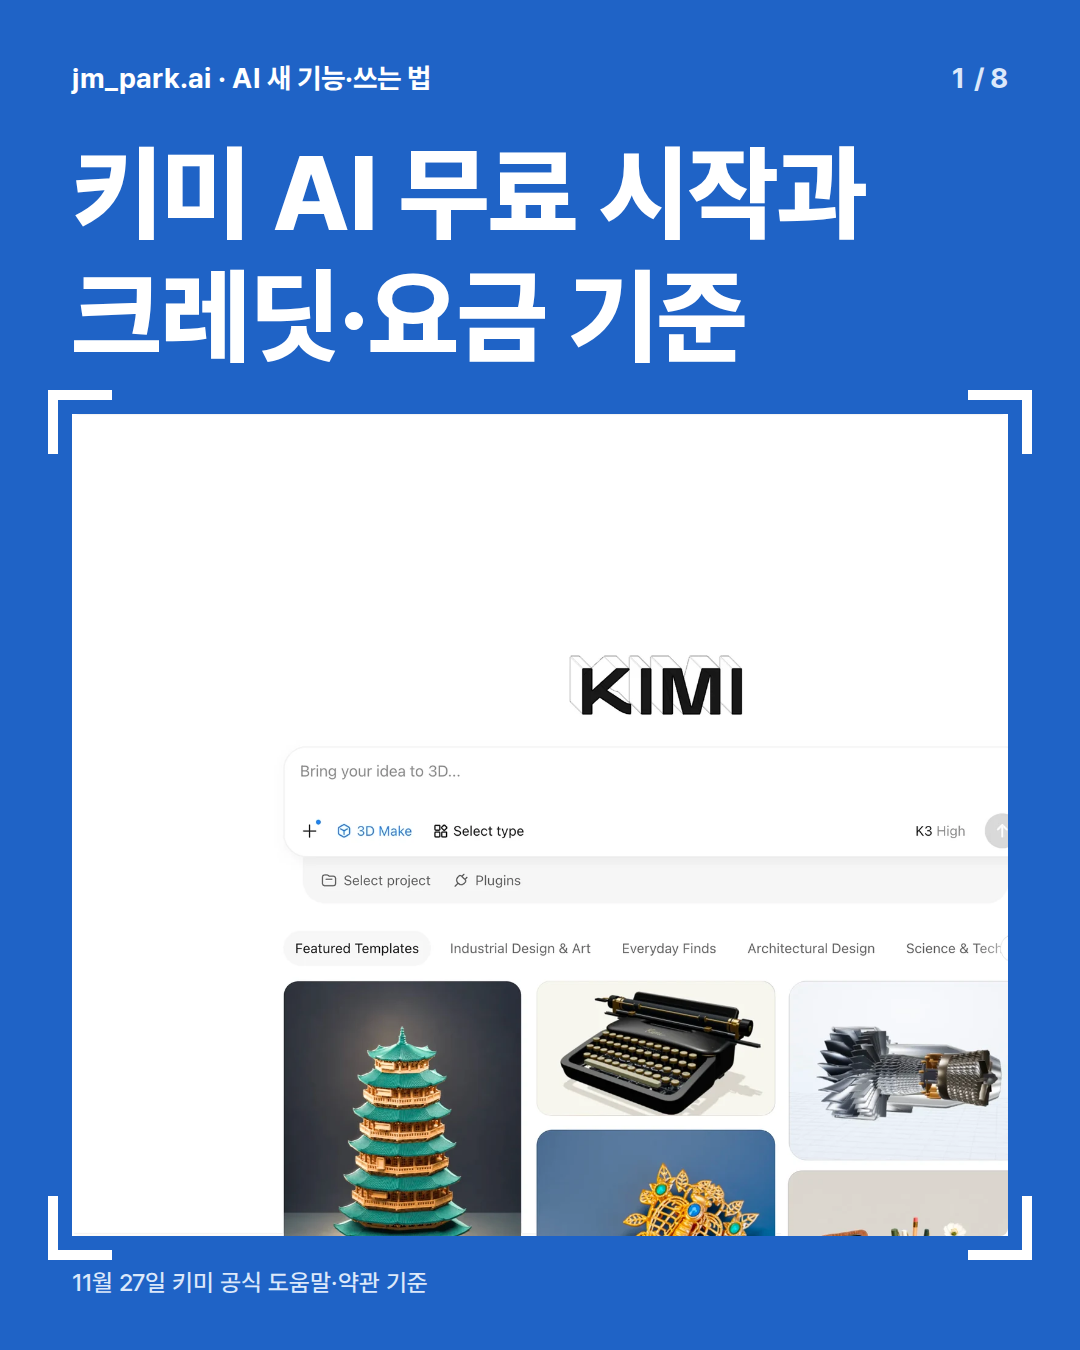 jm_park.ai · AI 새 기능·쓰는 법
1 / 8
키미 AI 무료 시작과
크레딧·요금 기준
KIMI
Bring your idea to 3D...
3D Make
Select type
K3 High
Select project
Plugins
Featured Templates
Industrial Design & Art
Everyday Finds
Architectural Design
Science & Tech
11월 27일 키미 공식 도움말·약관 기준